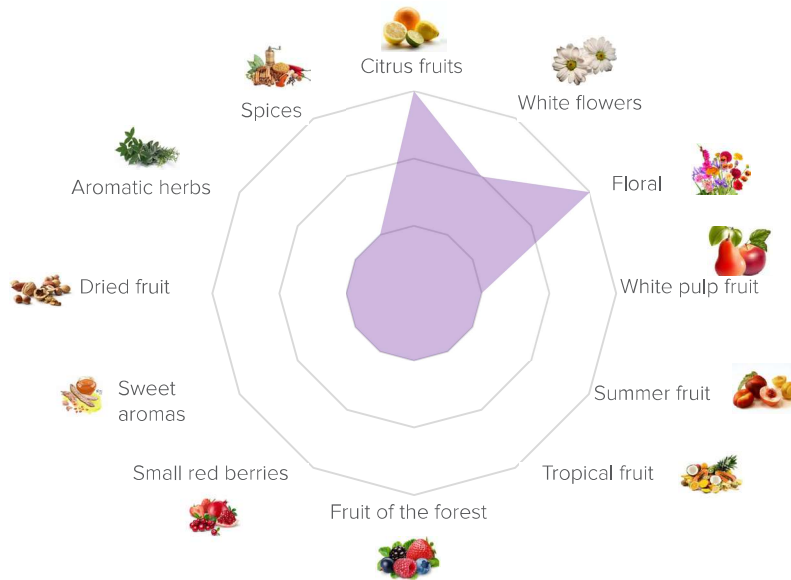 Citrus fruits
White flowers
Floral
White pulp fruit
Summer fruit
Tropical fruit
Fruit of the forest
Small red berries
Sweet
aromas
Dried fruit
Aromatic herbs
Spices